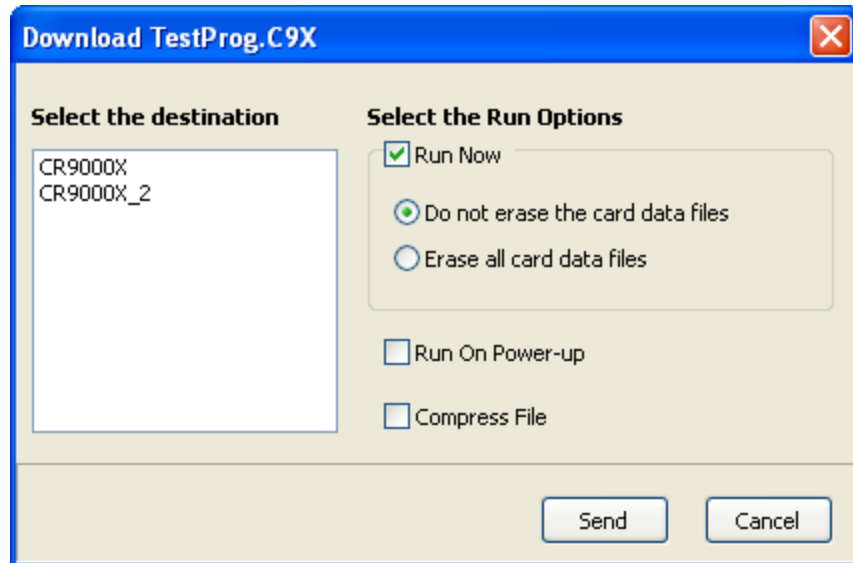 Download TestProg.C9X
Select the destination
CR9000X
CR9000X_2
Select the Run Options
Run Now
Do not erase the card data files
Erase all card data files
Run On Power-up
Compress File
Send
Cancel